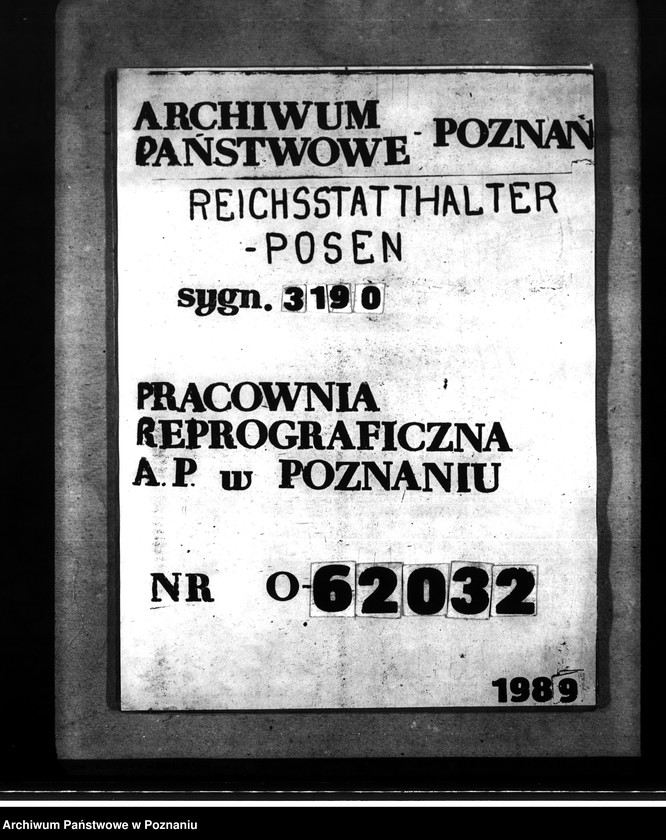 ARCHIWUM
PAŃSTWOWE - POZNAŃ
REICHSSTATTHALTER
-POSEN
sygn. 3190
PRACOWNIA
REPROGRAFICZNA
A.P. w POZNANIU
NR O-62032
1989
Archiwum Państwowe w Poznaniu